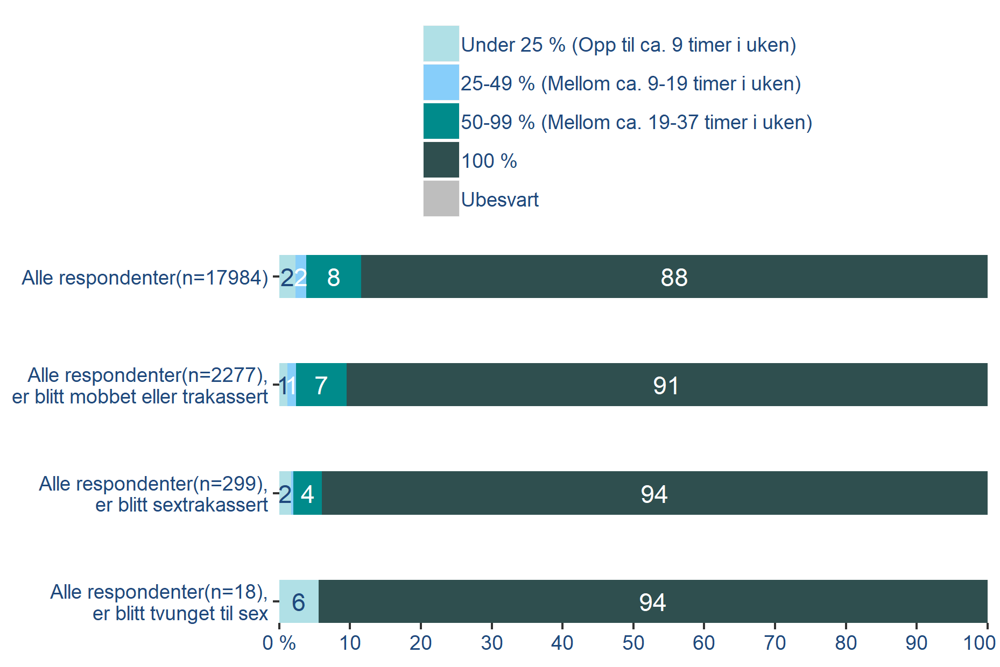 Under 25 % (Opp til ca. 9 timer i uken)
25-49 % (Mellom ca. 9-19 timer i uken)
50-99 % (Mellom ca. 19-37 timer i uken)
100 %
Ubesvart
Alle respondenter(n=17984)
2 2 8 88
Alle respondenter(n=2277),
er blitt mobbet eller trakassert
1 1 7 91
Alle respondenter(n=299),
er blitt sextrakassert
2 4 94
Alle respondenter(n=18),
er blitt tvunget til sex
6 94
0 % 10 20 30 40 50 60 70 80 90 100